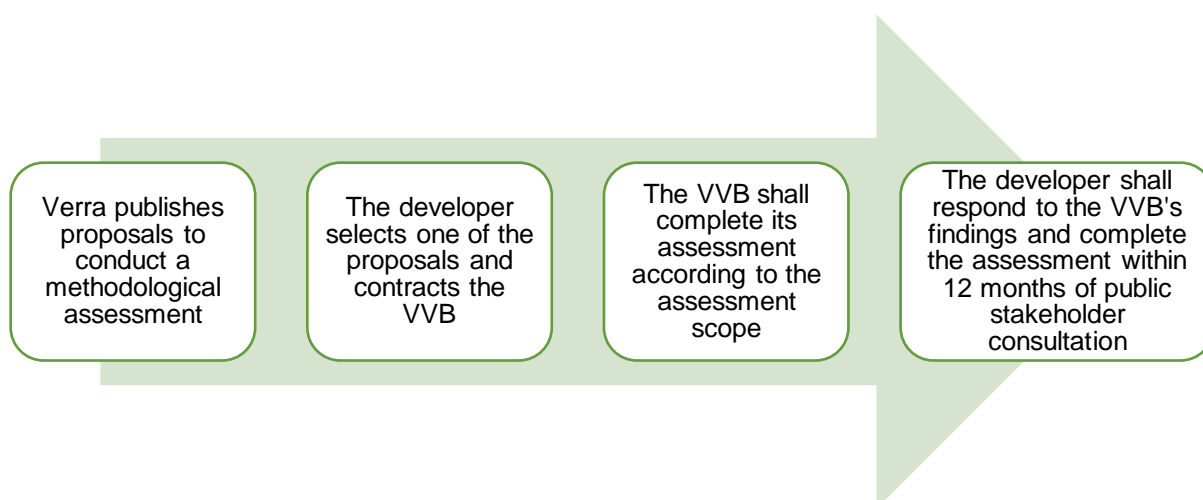 Verra publishes
proposals to
conduct a
methodological
assessment
The developer
selects one of the
proposals and
contracts the
VVB
The VVB shall
complete its
assessment
according to the
assessment
scope
The developer shall
respond to the VVB's
findings and complete
the assessment within
12 months of public
stakeholder
consultation